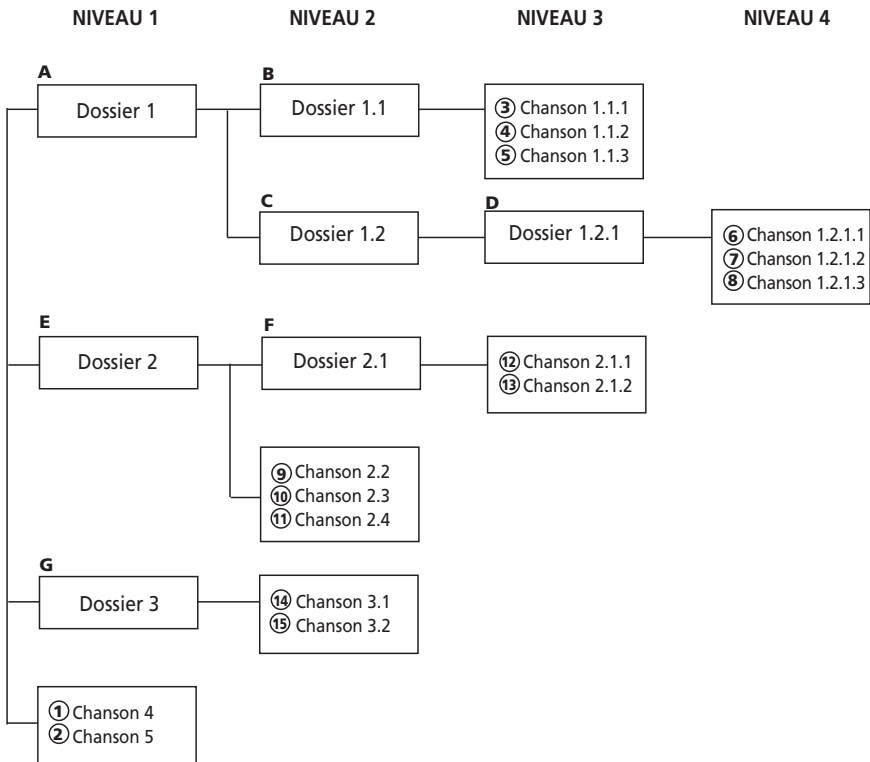 NIVEAU 1 NIVEAU 2 NIVEAU 3 NIVEAU 4
A
Dossier 1
B
Dossier 1.1
③ Chanson 1.1.1
④ Chanson 1.1.2
⑤ Chanson 1.1.3
C
Dossier 1.2
D
Dossier 1.2.1
⑥ Chanson 1.2.1.1
⑦ Chanson 1.2.1.2
⑧ Chanson 1.2.1.3
E
Dossier 2
F
Dossier 2.1
⑫ Chanson 2.1.1
⑬ Chanson 2.1.2
⑨ Chanson 2.2
⑩ Chanson 2.3
⑪ Chanson 2.4
G
Dossier 3
⑭ Chanson 3.1
⑮ Chanson 3.2
① Chanson 4
② Chanson 5